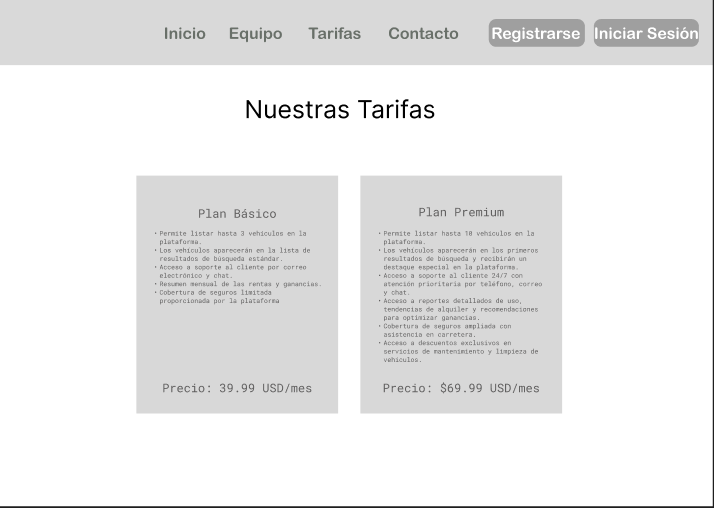 Inicio Equipo Tarifas Contacto Registrarse Iniciar Sesión
Nuestras Tarifas
Plan Básico
• Permite listar hasta 3 vehículos en la
plataforma.
• Los vehículos aparecerán en la lista de
resultados de búsqueda estándar.
• Acceso a soporte al cliente por correo
electrónico y chat.
• Resumen mensual de las rentas y ganancias.
• Cobertura de seguros limitada
proporcionada por la plataforma
Precio: 39.99 USD/mes
Plan Premium
• Permite listar hasta 10 vehículos en la
plataforma.
• Los vehículos aparecerán en los primeros
resultados de búsqueda y recibirán un
destaque especial en la plataforma.
• Acceso a soporte al cliente 24/7 con
atención prioritaria por teléfono, correo
y chat.
• Acceso a reportes detallados de uso,
tendencias de alquiler y recomendaciones
para optimizar ganancias.
• Cobertura de seguros ampliada con
asistencia en carretera.
• Acceso a descuentos exclusivos en
servicios de mantenimiento y limpieza de
vehículos.
Precio: $69.99 USD/mes